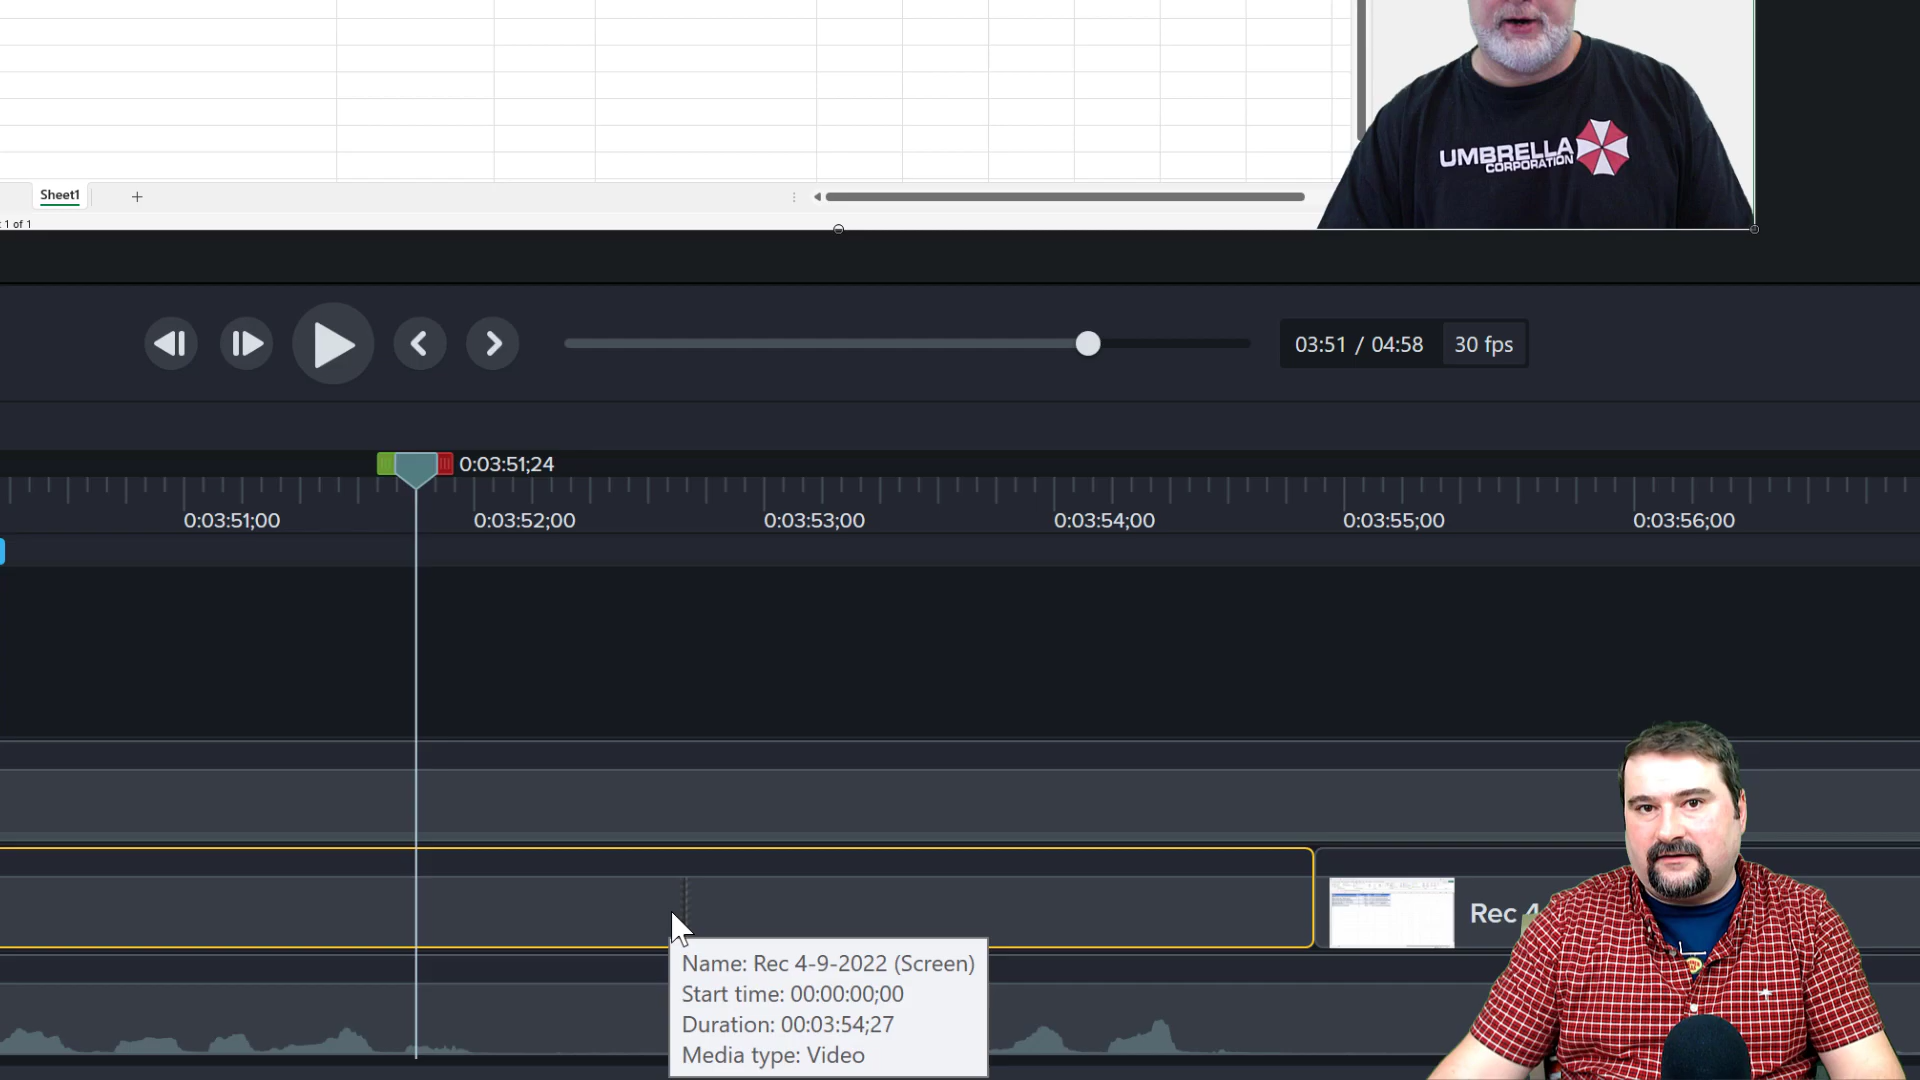 UMBRELLA
CORPORATION
Sheet1
1 of 1
03:51 / 04:58
30 fps
0:03:51;24
0:03:51;00
0:03:52;00
0:03:53;00
0:03:54;00
0:03:55;00
0:03:56;00
Rec 4
Name: Rec 4-9-2022 (Screen)
Start time: 00:00:00;00
Duration: 00:03:54;27
Media type: Video